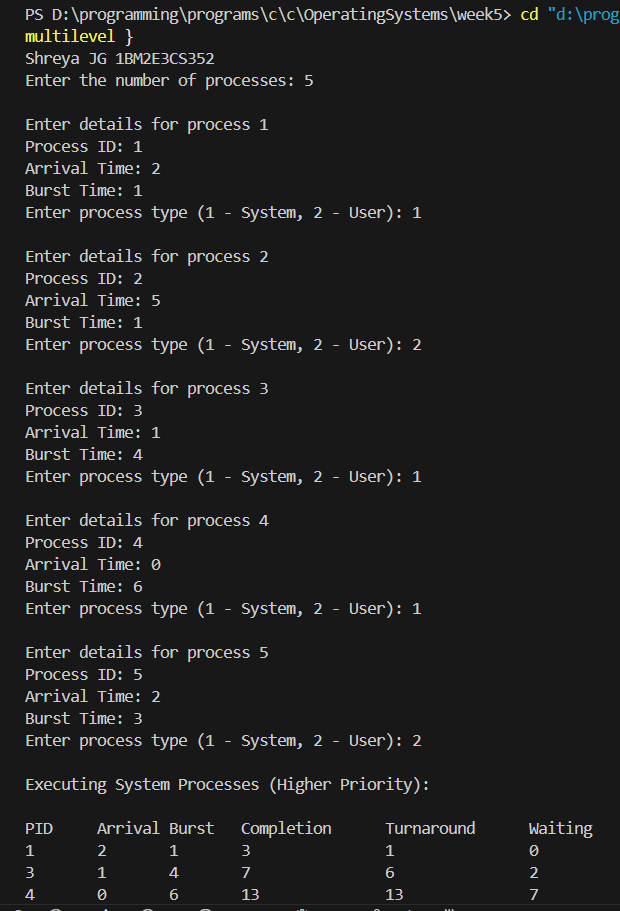 PS D:\programming\programs\c\c\OperatingSystems\week5> cd "d:\prog
multilevel }
Shreya JG 1BM2E3CS352
Enter the number of processes: 5
Enter details for process 1
Process ID: 1
Arrival Time: 2
Burst Time: 1
Enter process type (1 - System, 2 - User): 1
Enter details for process 2
Process ID: 2
Arrival Time: 5
Burst Time: 1
Enter process type (1 - System, 2 - User): 2
Enter details for process 3
Process ID: 3
Arrival Time: 1
Burst Time: 4
Enter process type (1 - System, 2 - User): 1
Enter details for process 4
Process ID: 4
Arrival Time: 0
Burst Time: 6
Enter process type (1 - System, 2 - User): 1
Enter details for process 5
Process ID: 5
Arrival Time: 2
Burst Time: 3
Enter process type (1 - System, 2 - User): 2
Executing System Processes (Higher Priority):
PID Arrival Burst Completion Turnaround Waiting
1 2 1 3 1 0
3 1 4 7 6 2
4 0 6 13 13 7